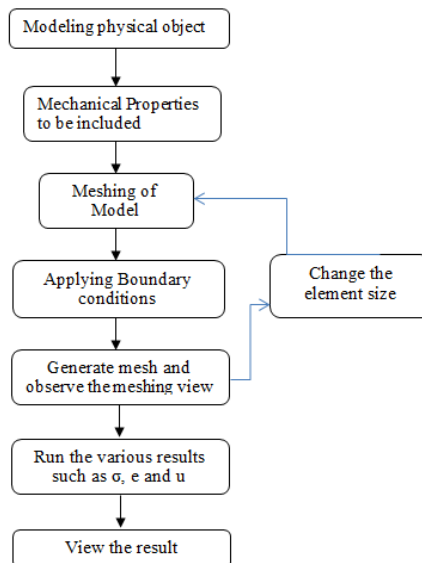 Modeling physical object
Mechanical Properties
to be included
Meshing of
Model
Applying Boundary
conditions
Change the
element size
Generate mesh and
observe the meshing view
Run the various results
such as σ, e and u
View the result